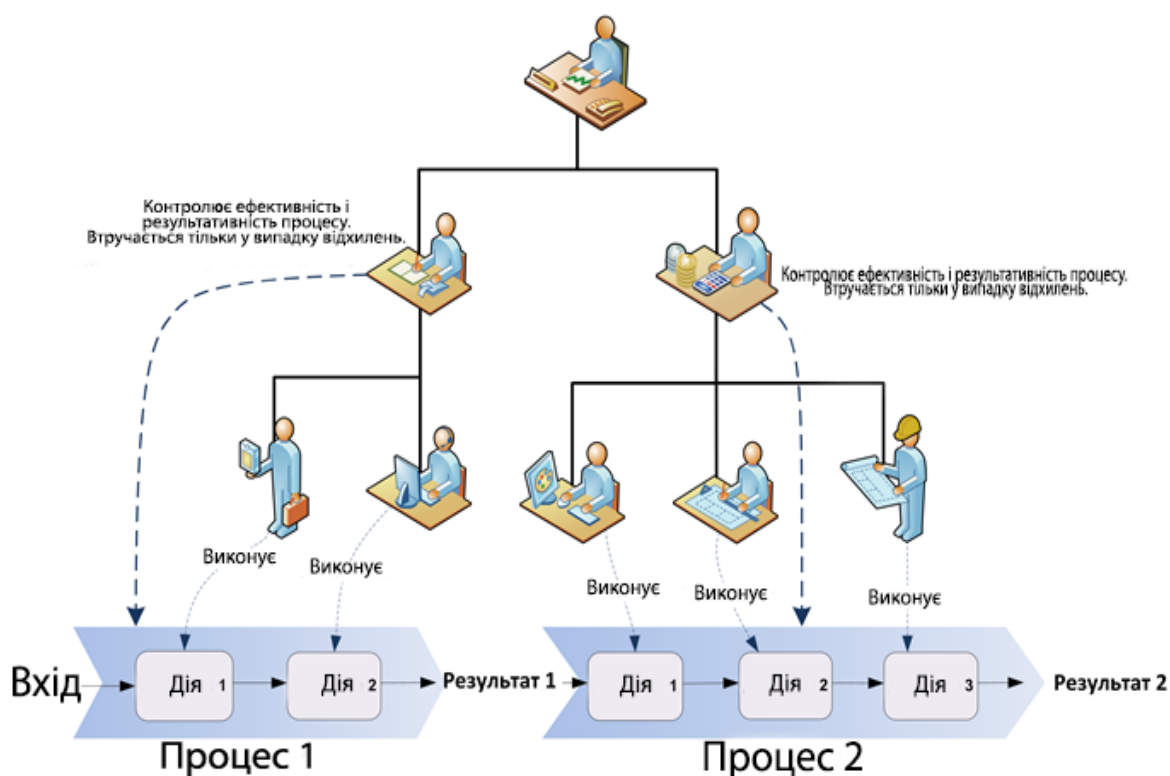 Контролює ефективність і
результативність процесу.
Втручається тільки у випадку відхилень.
Контролює ефективність і результативність процесу.
Втручається тільки у випадку відхилень.
Виконує
Виконує
Виконує
Виконує
Виконує
Вхід
Дія 1
Дія 2
Результат 1
Дія 1
Дія 2
Дія 3
Результат 2
Процес 1
Процес 2